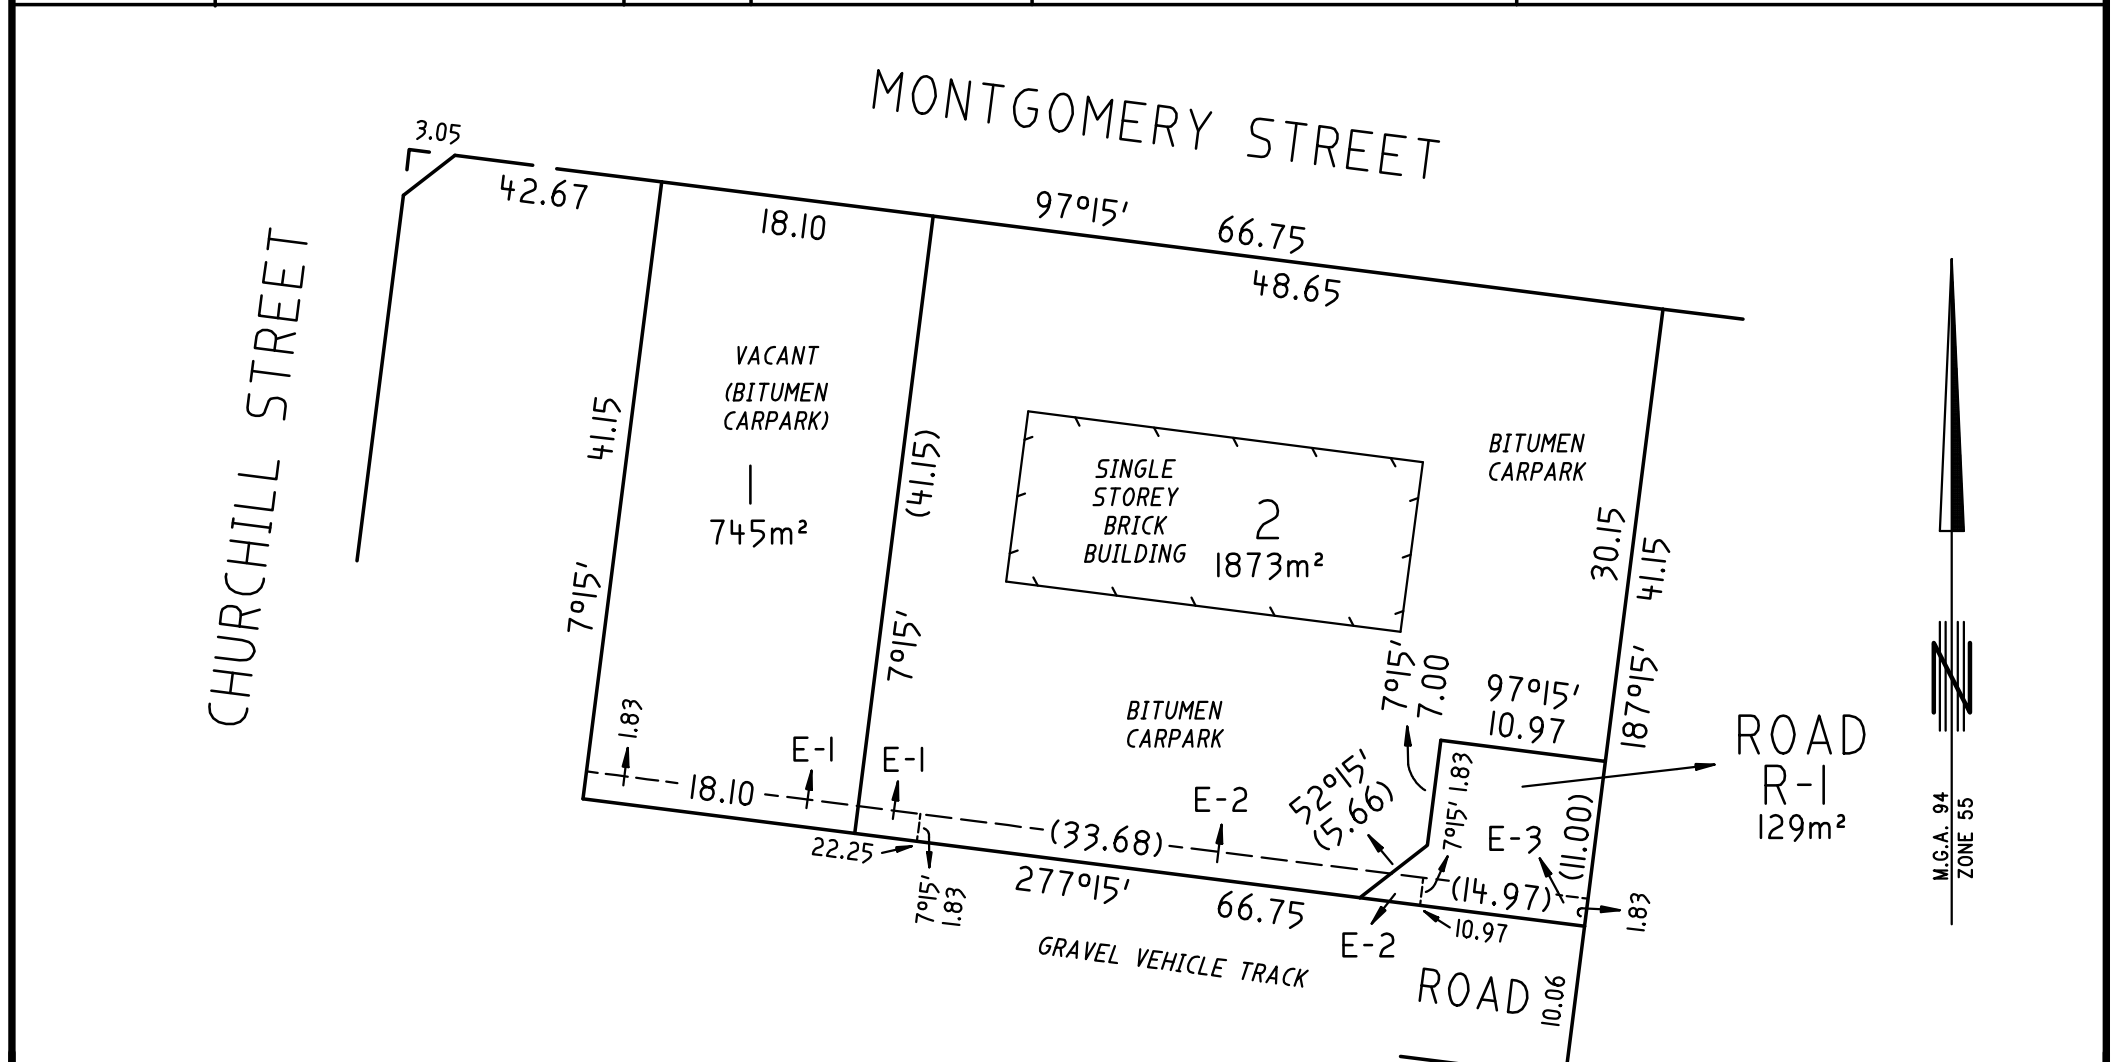 MONTGOMERY STREET
3.05
42.67
18.10
97°15'
66.75
48.65
CHURCHILL STREET
VACANT
(BITUMEN
CARPARK)
1
745m²
41.15
7°15'
(41.15)
7°15'
SINGLE
STOREY
BRICK
BUILDING
2
1873m²
BITUMEN
CARPARK
30.15
41.15
187°15'
BITUMEN
CARPARK
7°15'
7.00
97°15'
10.97
ROAD
R-1
129m²
1.83
E-1
E-1
18.10
E-2
52°15'
(5.66)
7°15' 1.83
E-3
(11.00)
(33.68)
(14.97)
22.25
7°15'
1.83
277°15'
66.75
E-2
10.97
1.83
GRAVEL VEHICLE TRACK
ROAD
10.06
N
M.G.A. 94
ZONE 55